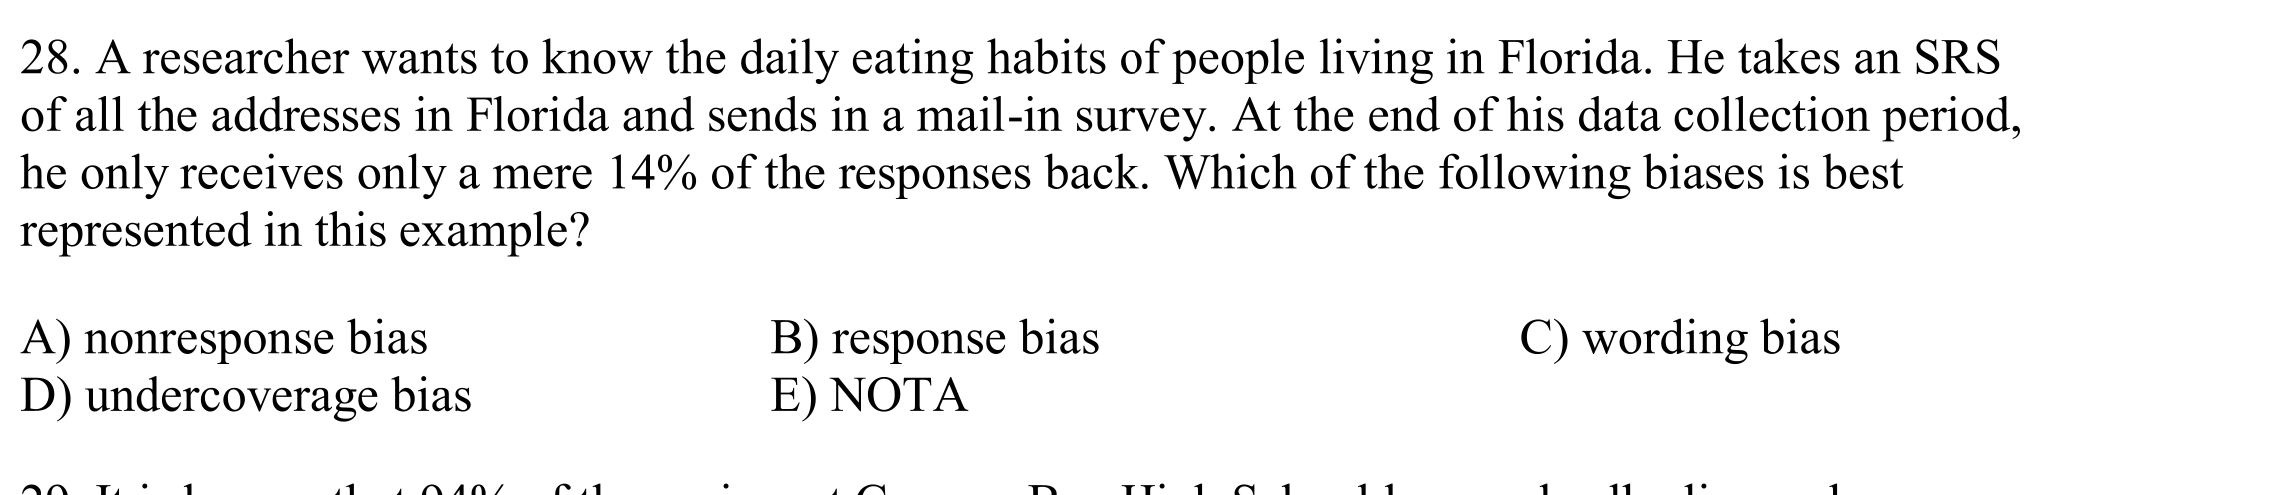 28. A researcher wants to know the daily eating habits of people living in Florida. He takes an SRS
of all the addresses in Florida and sends in a mail-in survey. At the end of his data collection period,
he only receives only a mere 14% of the responses back. Which of the following biases is best
represented in this example?
A) nonresponse bias B) response bias C) wording bias
D) undercoverage bias E) NOTA